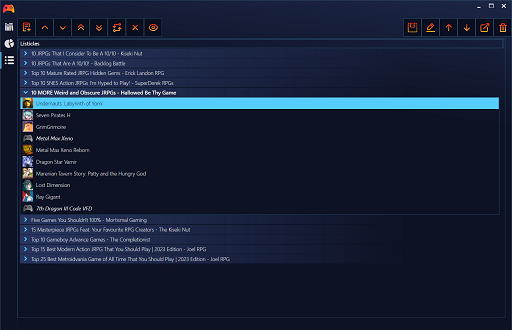 Listicles
10 JRPGs That I Consider To Be A 10/10 - Kiseki Nut
10 JRPGs That Are A 10/10! - Backlog Battle
Top 10 Mature Rated JRPG Hidden Gems - Erick Landon RPG
Top 10 SNES Action JRPGs I'm Hyped to Play! - SuperDerek RPGs
10 MORE Weird and Obscure JRPGs - Hallowed Be Thy Game
Undernauts: Labyrinth of Yomi
Seven Pirates H
GrimGrimoire
Metal Max Xeno
Metal Max Xeno Reborn
Dragon Star Varnir
Marenian Tavern Story: Patty and the Hungry God
Lost Dimension
Ray Gigant
7th Dragon III Code VFD
Five Games You Shouldn't 100% - Mortismal Gaming
15 Masterpiece JRPGs Feat. Your Favourite RPG Creators - The Kiseki Nut
Top 10 Gameboy Advance Games - The Completionist
Top 15 Best Modern Action JRPG That You Should Play | 2023 Edition - Joel RPG
Top 25 Best Metroidvania Game of All Time That You Should Play | 2023 Edition - Joel RPG